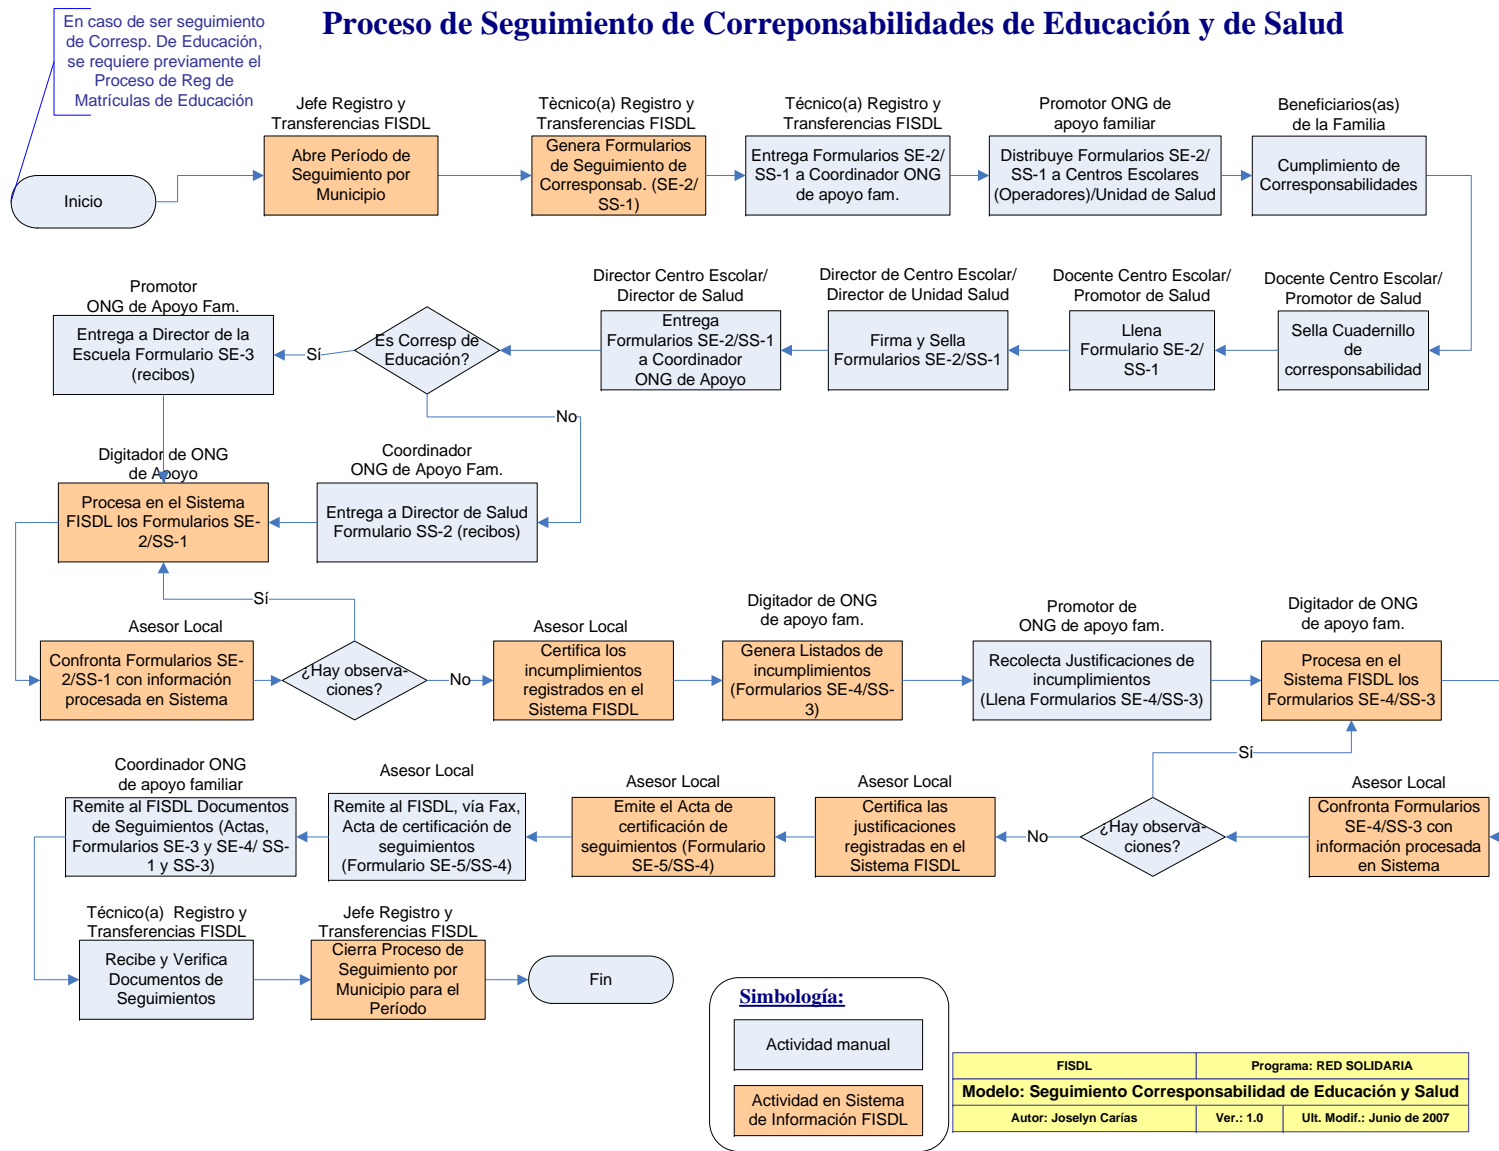 En caso de ser seguimiento
de Corresp. De Educación,
se requiere previamente el
Proceso de Reg de
Matrículas de Educación
Proceso de Seguimiento de Correponsabilidades de Educación y de Salud
Inicio
Jefe Registro y
Transferencias FISDL
Abre Período de
Seguimiento por
Municipio
Tècnico(a) Registro y
Transferencias FISDL
Genera Formularios
de Seguimiento de
Corresponsab. (SE-2/
SS-1)
Técnico(a) Registro y
Transferencias FISDL
Entrega Formularios SE-2/
SS-1 a Coordinador ONG
de apoyo fam.
Promotor ONG de
apoyo familiar
Distribuye Formularios SE-2/
SS-1 a Centros Escolares
(Operadores)/Unidad de Salud
Beneficiarios(as)
de la Familia
Cumplimiento de
Corresponsabilidades
Docente Centro Escolar/
Promotor de Salud
Sella Cuadernillo
de
corresponsabilidad
Docente Centro Escolar/
Promotor de Salud
Llena
Formulario SE-2/
SS-1
Director de Centro Escolar/
Director de Unidad Salud
Firma y Sella
Formularios SE-2/SS-1
Director Centro Escolar/
Director de Salud
Entrega
Formularios SE-2/SS-1
a Coordinador
ONG de Apoyo
Es Corresp de
Educación?
Sí
No
Promotor
ONG de Apoyo Fam.
Entrega a Director de la
Escuela Formulario SE-3
(recibos)
Coordinador
ONG de Apoyo Fam.
Entrega a Director de Salud
Formulario SS-2 (recibos)
Digitador de ONG
de Apoyo
Procesa en el Sistema
FISDL los Formularios SE-
2/SS-1
Asesor Local
Confronta Formularios SE-
2/SS-1 con información
procesada en Sistema
¿Hay observa-
ciones?
Sí
No
Asesor Local
Certifica los
incumplimientos
registrados en el
Sistema FISDL
Digitador de ONG
de apoyo fam.
Genera Listados de
incumplimientos
(Formularios SE-4/SS-
3)
Promotor de
ONG de apoyo fam.
Recolecta Justificaciones de
incumplimientos
(Llena Formularios SE-4/SS-3)
Digitador de ONG
de apoyo fam.
Procesa en el
Sistema FISDL los
Formularios SE-4/SS-3
Asesor Local
Confronta Formularios
SE-4/SS-3 con
información procesada
en Sistema
¿Hay observa-
ciones?
Sí
No
Asesor Local
Certifica las
justificaciones
registradas en el
Sistema FISDL
Asesor Local
Emite el Acta de
certificación de
seguimientos (Formulario
SE-5/SS-4)
Asesor Local
Remite al FISDL, vía Fax,
Acta de certificación de
seguimientos
(Formulario SE-5/SS-4)
Coordinador ONG
de apoyo familiar
Remite al FISDL Documentos
de Seguimientos (Actas,
Formularios SE-3 y SE-4/ SS-
1 y SS-3)
Técnico(a) Registro y
Transferencias FISDL
Recibe y Verifica
Documentos de
Seguimientos
Jefe Registro y
Transferencias FISDL
Cierra Proceso de
Seguimiento por
Municipio para el
Período
Fin
Simbología:
Actividad manual
Actividad en Sistema
de Información FISDL
FISDL
Programa: RED SOLIDARIA
Modelo: Seguimiento Corresponsabilidad de Educación y Salud
Autor: Joselyn Carías
Ver.: 1.0
Ult. Modif.: Junio de 2007